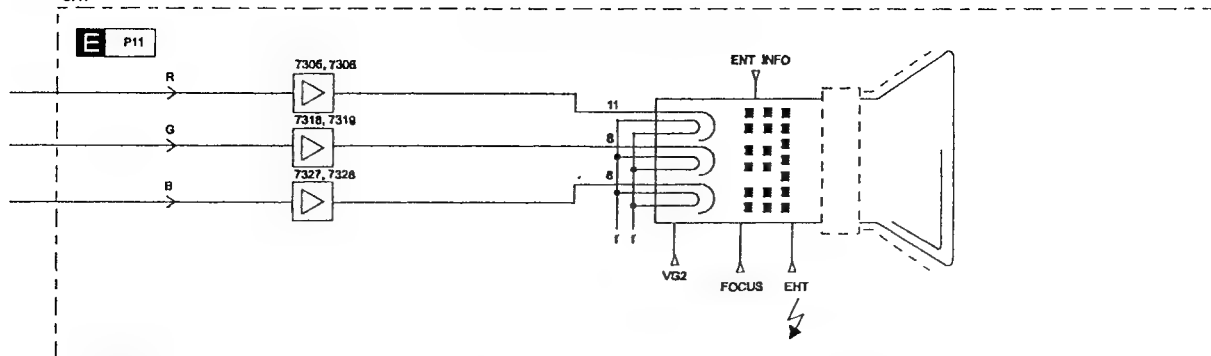 E P11
R
7305, 7306
ENT INFO
11
G
7318, 7319
8
B
7327, 7328
8
r r
VG2
FOCUS
EHT